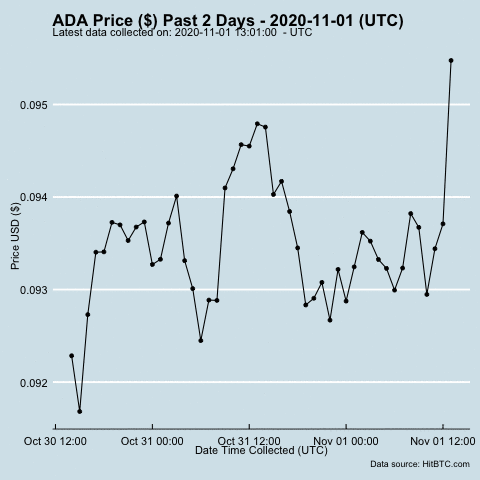 ADA Price ($) Past 2 Days - 2020-11-01 (UTC)
Latest data collected on: 2020-11-01 13:01:00  - UTC
0.095
0.094
0.093
0.092
Price USD ($)
Oct 30 12:00 Oct 31 00:00 Oct 31 12:00 Nov 01 00:00 Nov 01 12:00
Date Time Collected (UTC)
Data source: HitBTC.com